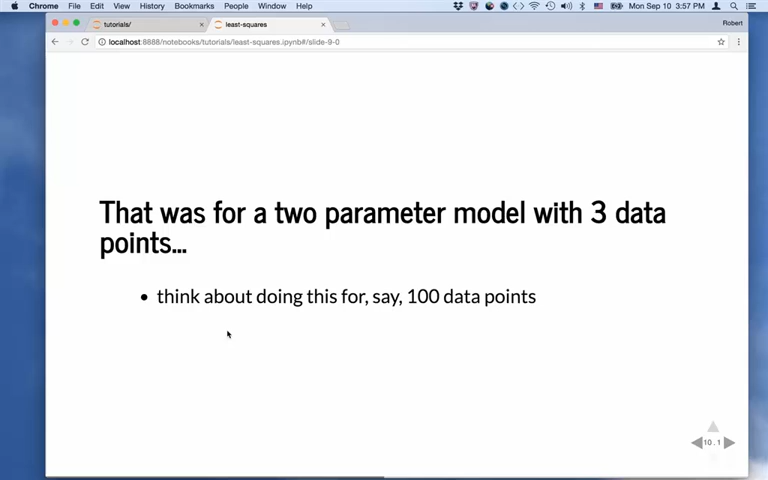 Chrome File Edit View History Bookmarks People Window Help
Mon Sep 10 3:57 PM
tutorials/
least-squares
Robert
localhost:8888/notebooks/tutorials/least-squares.ipynb#/slide-9-0
That was for a two parameter model with 3 data
points...
• think about doing this for, say, 100 data points
10.1